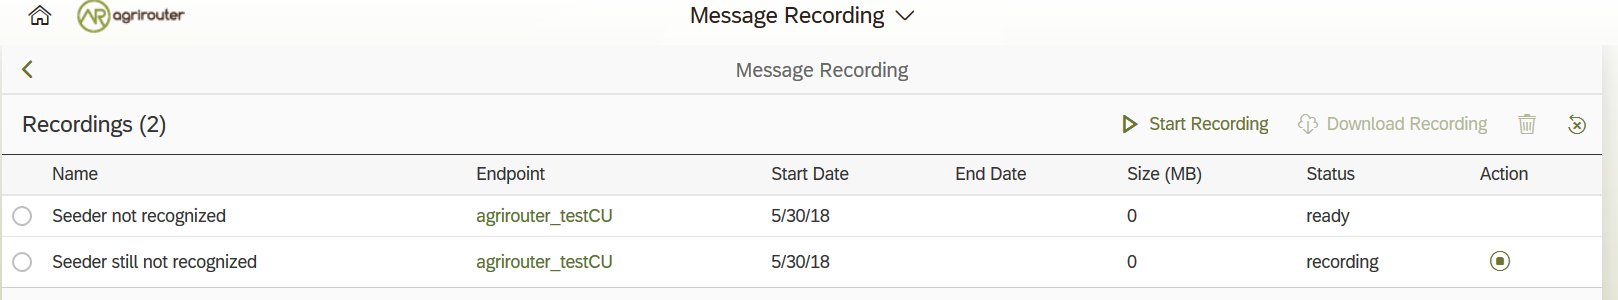 AR agrirouter Message Recording
Message Recording
Recordings (2) Start Recording Download Recording
Name Endpoint Start Date End Date Size (MB) Status Action
Seeder not recognized agrirouter_testCU 5/30/18 0 ready
Seeder still not recognized agrirouter_testCU 5/30/18 0 recording